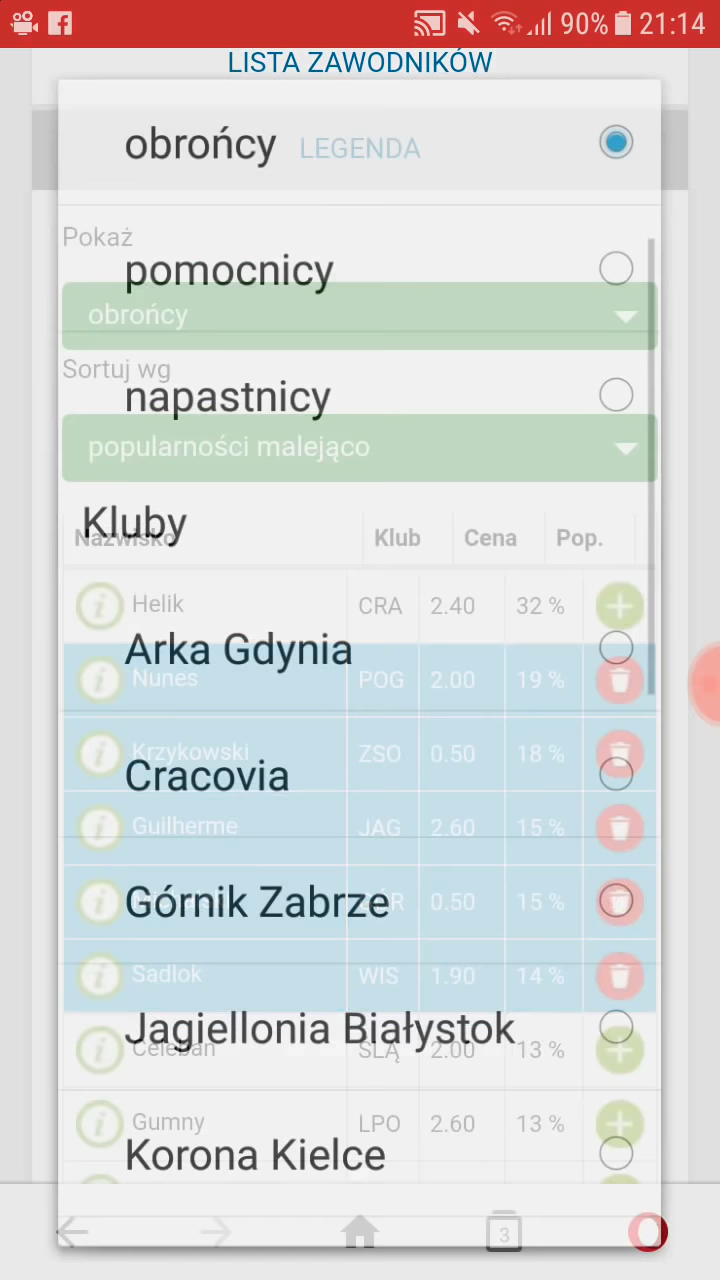 90% 21:14
LISTA ZAWODNIKÓW
obrońcy LEGENDA
Pokaż
pomocnicy
obrońcy
Sortuj wg
napastnicy
popularności malejąco
Kluby
Nazwisko Klub Cena Pop.
Helik CRA 2.40 32 %
Arka Gdynia
Nunes POG 2.00 19 %
Krzykowski ZSO 0.50 18 %
Cracovia
Guilherme JAG 2.60 15 %
Górnik Zabrze
0.50 15 %
Sadlok WIS 1.90 14 %
Jagiellonia Białystok
Celeban ŚLĄ 2.00 13 %
Gumny LPO 2.60 13 %
Korona Kielce
3